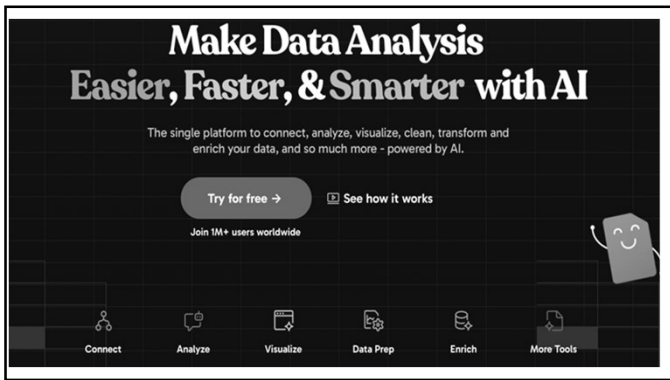 Make Data Analysis
Easier, Faster, & Smarter with AI
The single platform to connect, analyze, visualize, clean, transform and
enrich your data, and so much more - powered by AI.
Try for free →
See how it works
Join 1M+ users worldwide
Connect
Analyze
Visualize
Data Prep
Enrich
More Tools